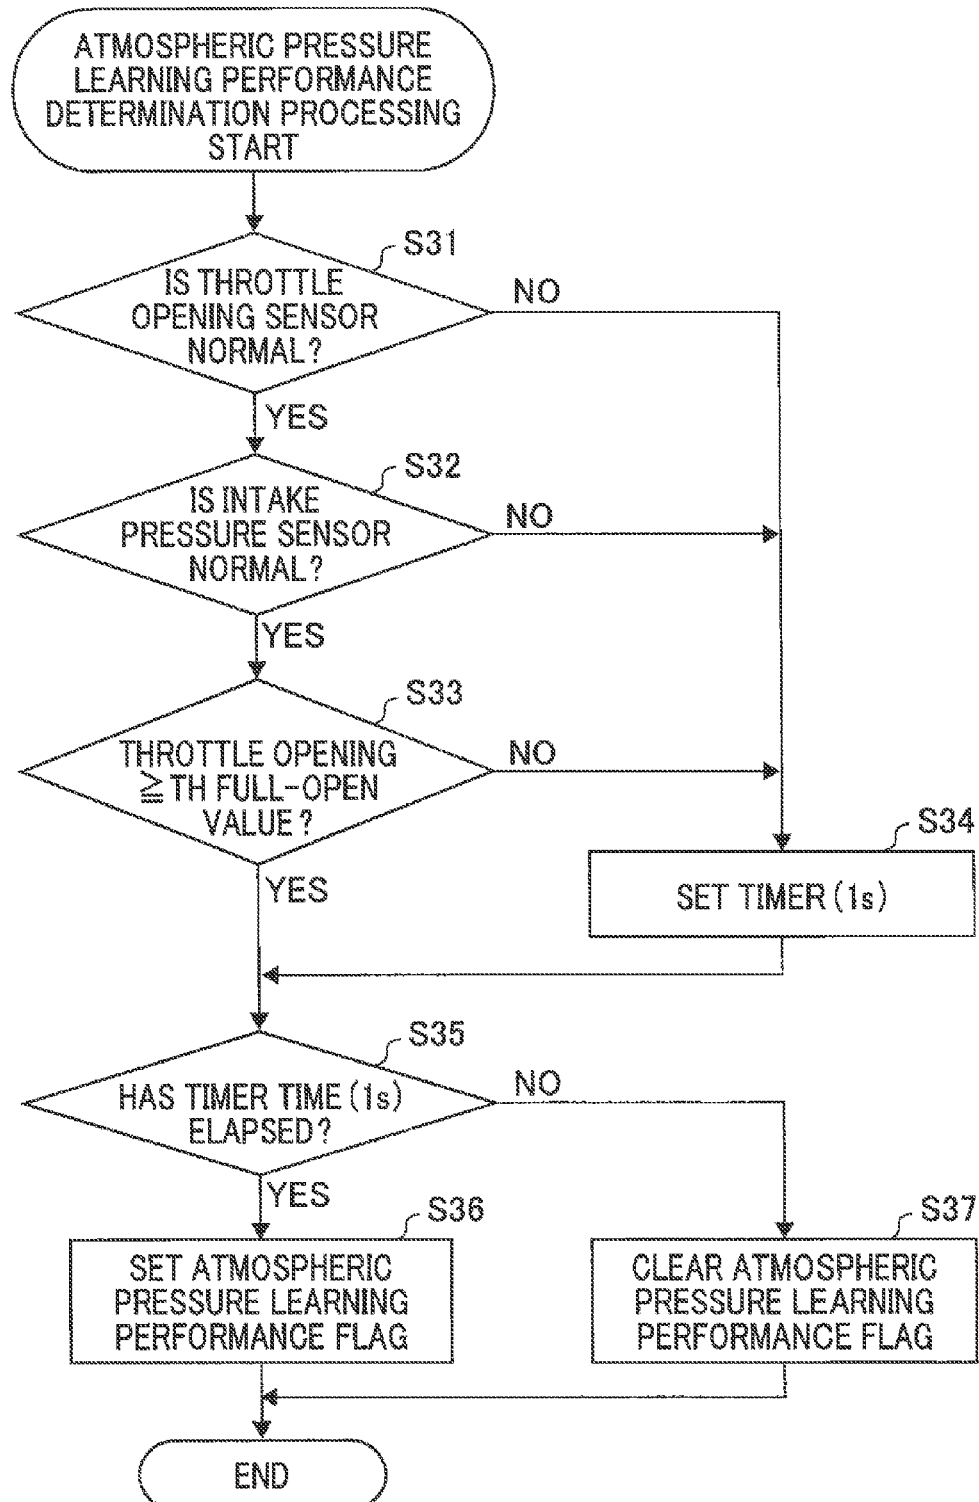 ATMOSPHERIC PRESSURE
LEARNING PERFORMANCE
DETERMINATION PROCESSING
START
S31
IS THROTTLE
OPENING SENSOR
NORMAL?
NO
YES
S32
IS INTAKE
PRESSURE SENSOR
NORMAL?
NO
YES
S33
THROTTLE OPENING
≧TH FULL-OPEN
VALUE?
NO
YES
S34
SET TIMER (1s)
S35
HAS TIMER TIME (1s)
ELAPSED?
NO
YES
S36
SET ATMOSPHERIC
PRESSURE LEARNING
PERFORMANCE FLAG
S37
CLEAR ATMOSPHERIC
PRESSURE LEARNING
PERFORMANCE FLAG
END